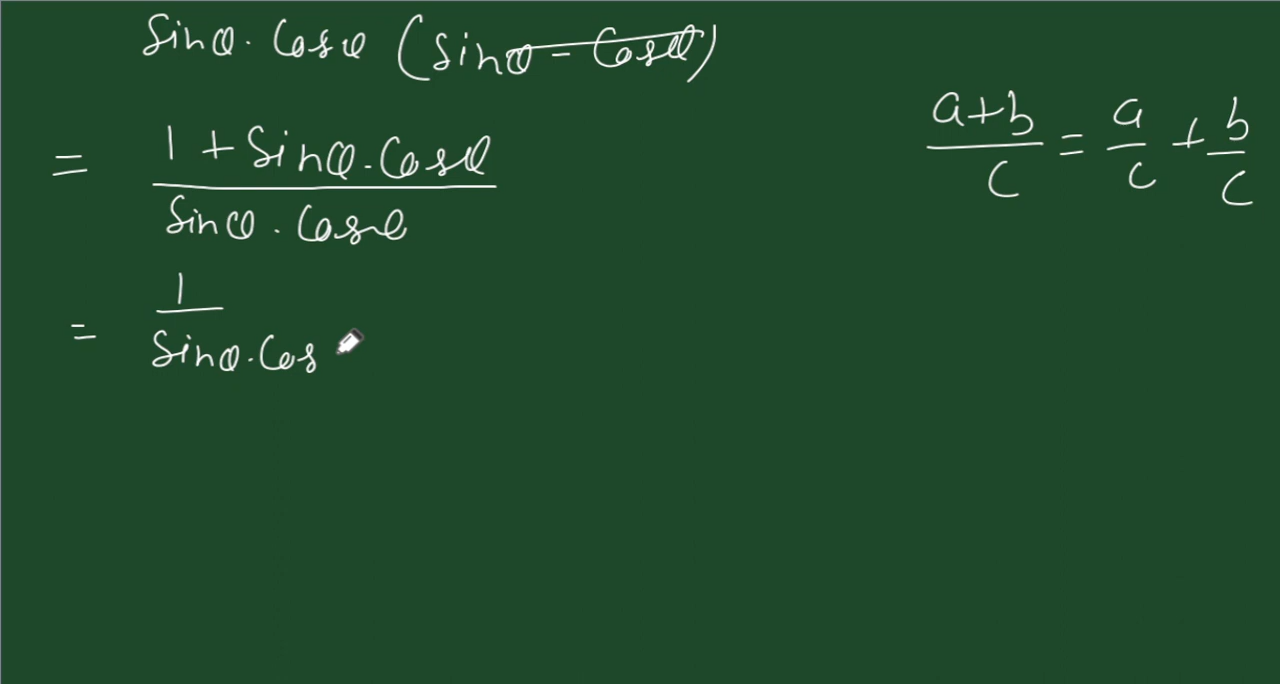 Sinθ. Cosθ (Sinθ - Cosθ)
= 1 + Sinθ. Cosθ / Sinθ. Cosθ
= 1 / Sinθ. Cos
a+b / c = a / c + b / c